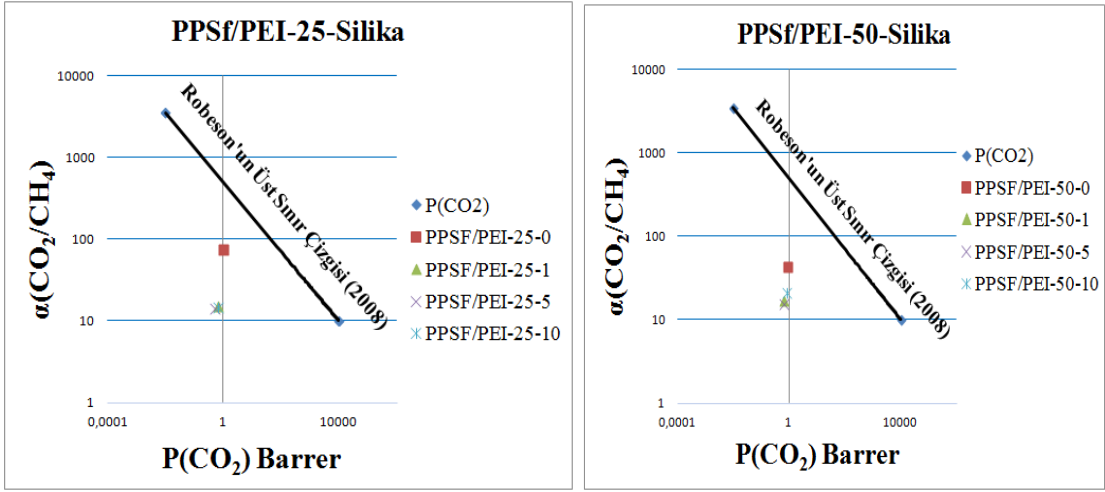 PPSf/PEI-25-Silika
α(CO₂/CH₄)
10000
1000
100
10
1
0,0001
1
10000
P(CO₂) Barrer
Robeson'un Üst Sınır Çizgisi (2008)
P(CO2)
PPSF/PEI-25-0
PPSF/PEI-25-1
PPSF/PEI-25-5
PPSF/PEI-25-10
PPSf/PEI-50-Silika
α(CO₂/CH₄)
10000
1000
100
10
1
0,0001
1
10000
P(CO₂) Barrer
Robeson'un Üst Sınır Çizgisi (2008)
P(CO2)
PPSF/PEI-50-0
PPSF/PEI-50-1
PPSF/PEI-50-5
PPSF/PEI-50-10